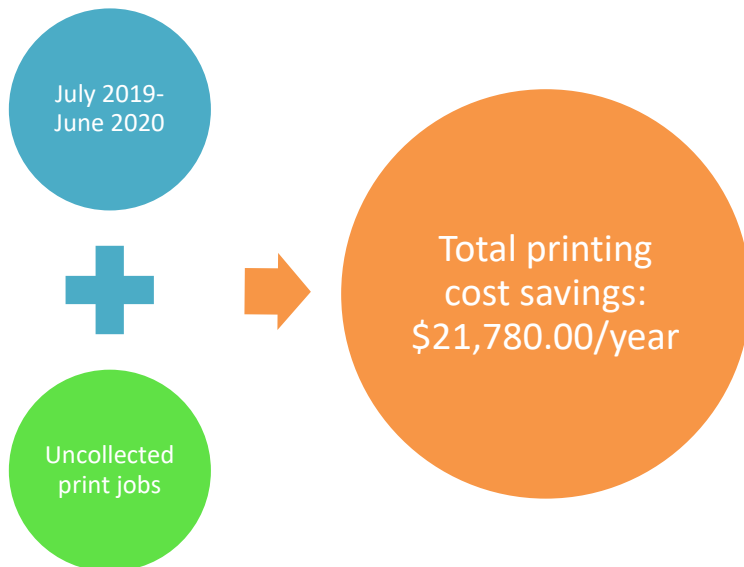 July 2019-
June 2020
Uncollected
print jobs
Total printing
cost savings:
$21,780.00/year